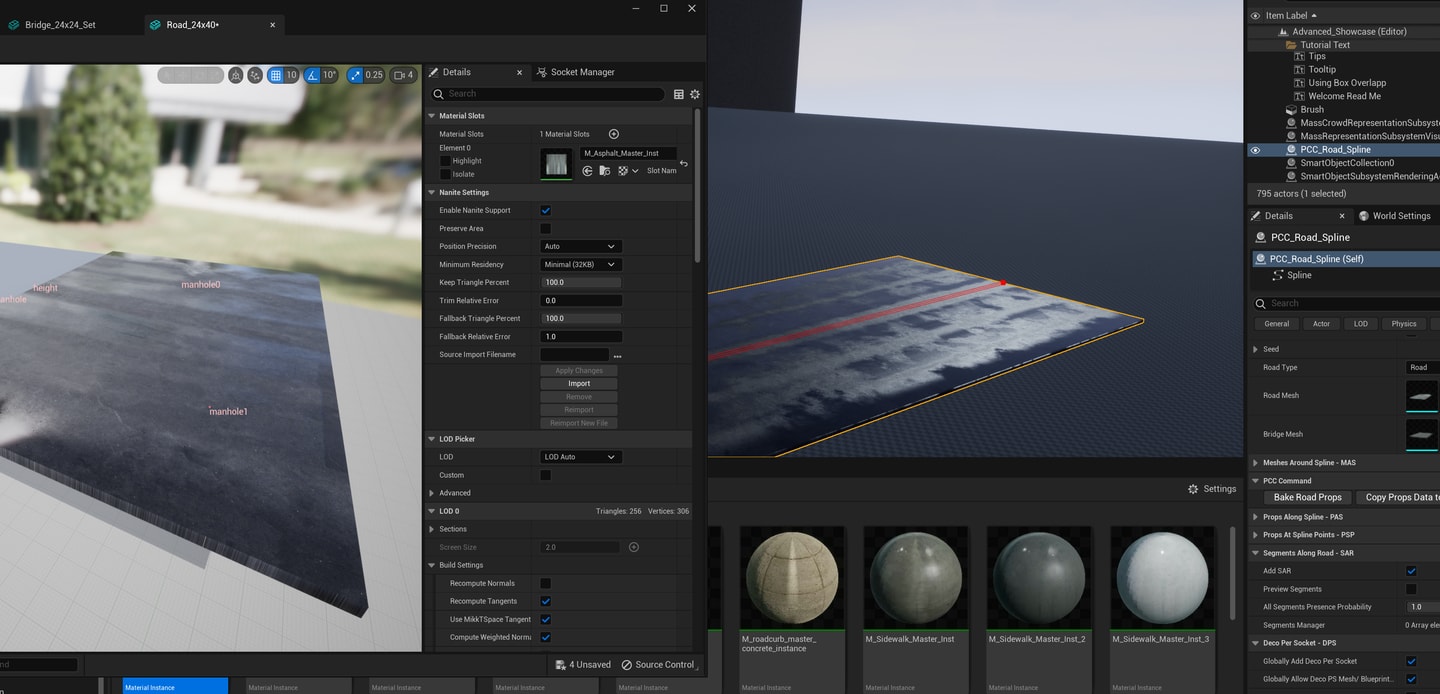 Bridge_24x24_Set
Road_24x40•
10
10°
0.25
4
Details
Socket Manager
Search
Material Slots
Material Slots
1 Material Slots
Element 0
Highlight
Isolate
M_Asphalt_Master_Inst
Slot Nam
Nanite Settings
Enable Nanite Support
Preserve Area
Position Precision
Auto
Minimum Residency
Minimal (32KB)
Keep Triangle Percent
100.0
Trim Relative Error
0.0
Fallback Triangle Percent
100.0
Fallback Relative Error
1.0
Source Import Filename
Apply Changes
Import
Remove
Reimport
Reimport New File
LOD Picker
LOD
LOD Auto
Custom
Advanced
LOD 0
Triangles: 256
Vertices: 306
Sections
Screen Size
2.0
Build Settings
Recompute Normals
Recompute Tangents
Use MikkTSpace Tangent
Compute Weighted Norma
height
anhole
manhole0
manhole1
nd
4 Unsaved
Source Control
Material Instance
Material Instance
Material Instance
Material Instance
Material Instance
Settings
M_roadcurb_master_
concrete_instance
M_Sidewalk_Master_Inst
M_Sidewalk_Master_Inst_2
M_Sidewalk_Master_Inst_3
Item Label
Advanced_Showcase (Editor)
Tutorial Text
Tips
Tooltip
Using Box Overlapp
Welcome Read Me
Brush
MassCrowdRepresentationSubsyst
MassRepresentationSubsystemVisu
PCC_Road_Spline
SmartObjectCollection0
SmartObjectSubsystemRenderingA
795 actors (1 selected)
Details
World Settings
PCC_Road_Spline
PCC_Road_Spline (Self)
Spline
Search
General
Actor
LOD
Physics
Seed
Road Type
Road
Road Mesh
Bridge Mesh
Meshes Around Spline - MAS
PCC Command
Bake Road Props
Copy Props Data to
Props Along Spline - PAS
Props At Spline Points - PSP
Segments Along Road - SAR
Add SAR
Preview Segments
All Segments Presence Probability
1.0
Segments Manager
0 Array ele
Deco Per Socket - DPS
Globally Add Deco Per Socket
Globally Allow Deco PS Mesh/ Blueprint...